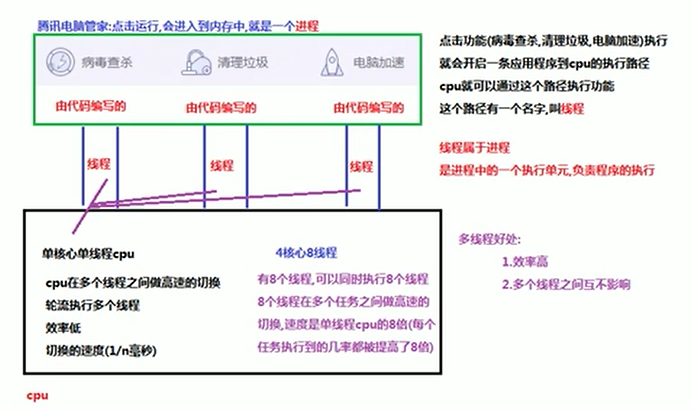 腾讯电脑管家:点击运行,会进入到内存中,就是一个进程
病毒查杀
清理垃圾
电脑加速
由代码编写的
由代码编写的
由代码编写的
点击功能(病毒查杀,清理垃圾,电脑加速)执行
就会开启一条应用程序到cpu的执行路径
cpu就可以通过这个路径执行功能
这个路径有一个名字,叫线程
线程属于进程
是进程中的一个执行单元,负责程序的执行
线程
线程
线程
单核心单线程cpu
cpu在多个线程之间做高速的切换
轮流执行多个线程
效率低
切换的速度(1/n毫秒)
4核心8线程
有8个线程,可以同时执行8个线程
8个线程在多个任务之间做高速的
切换,速度是单线程cpu的8倍(每个
任务执行到的几率都被提高了8倍)
多线程好处:
1.效率高
2.多个线程之间互不影响
cpu